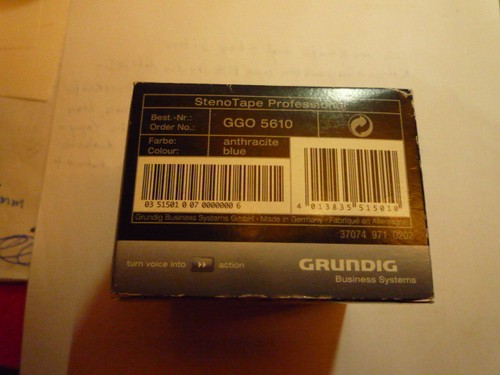 StenoTape Professional
Best.-Nr.:
Order No.:
GGO 5610
Farbe:
Colour:
anthracite
blue
03 51501 0 07 0000000 6
4 013835 515010
Grundig Business Systems GmbH • Made in Germany • Fabriqué en
37074 971 0202
turn voice into action
GRUNDIG
Business Systems